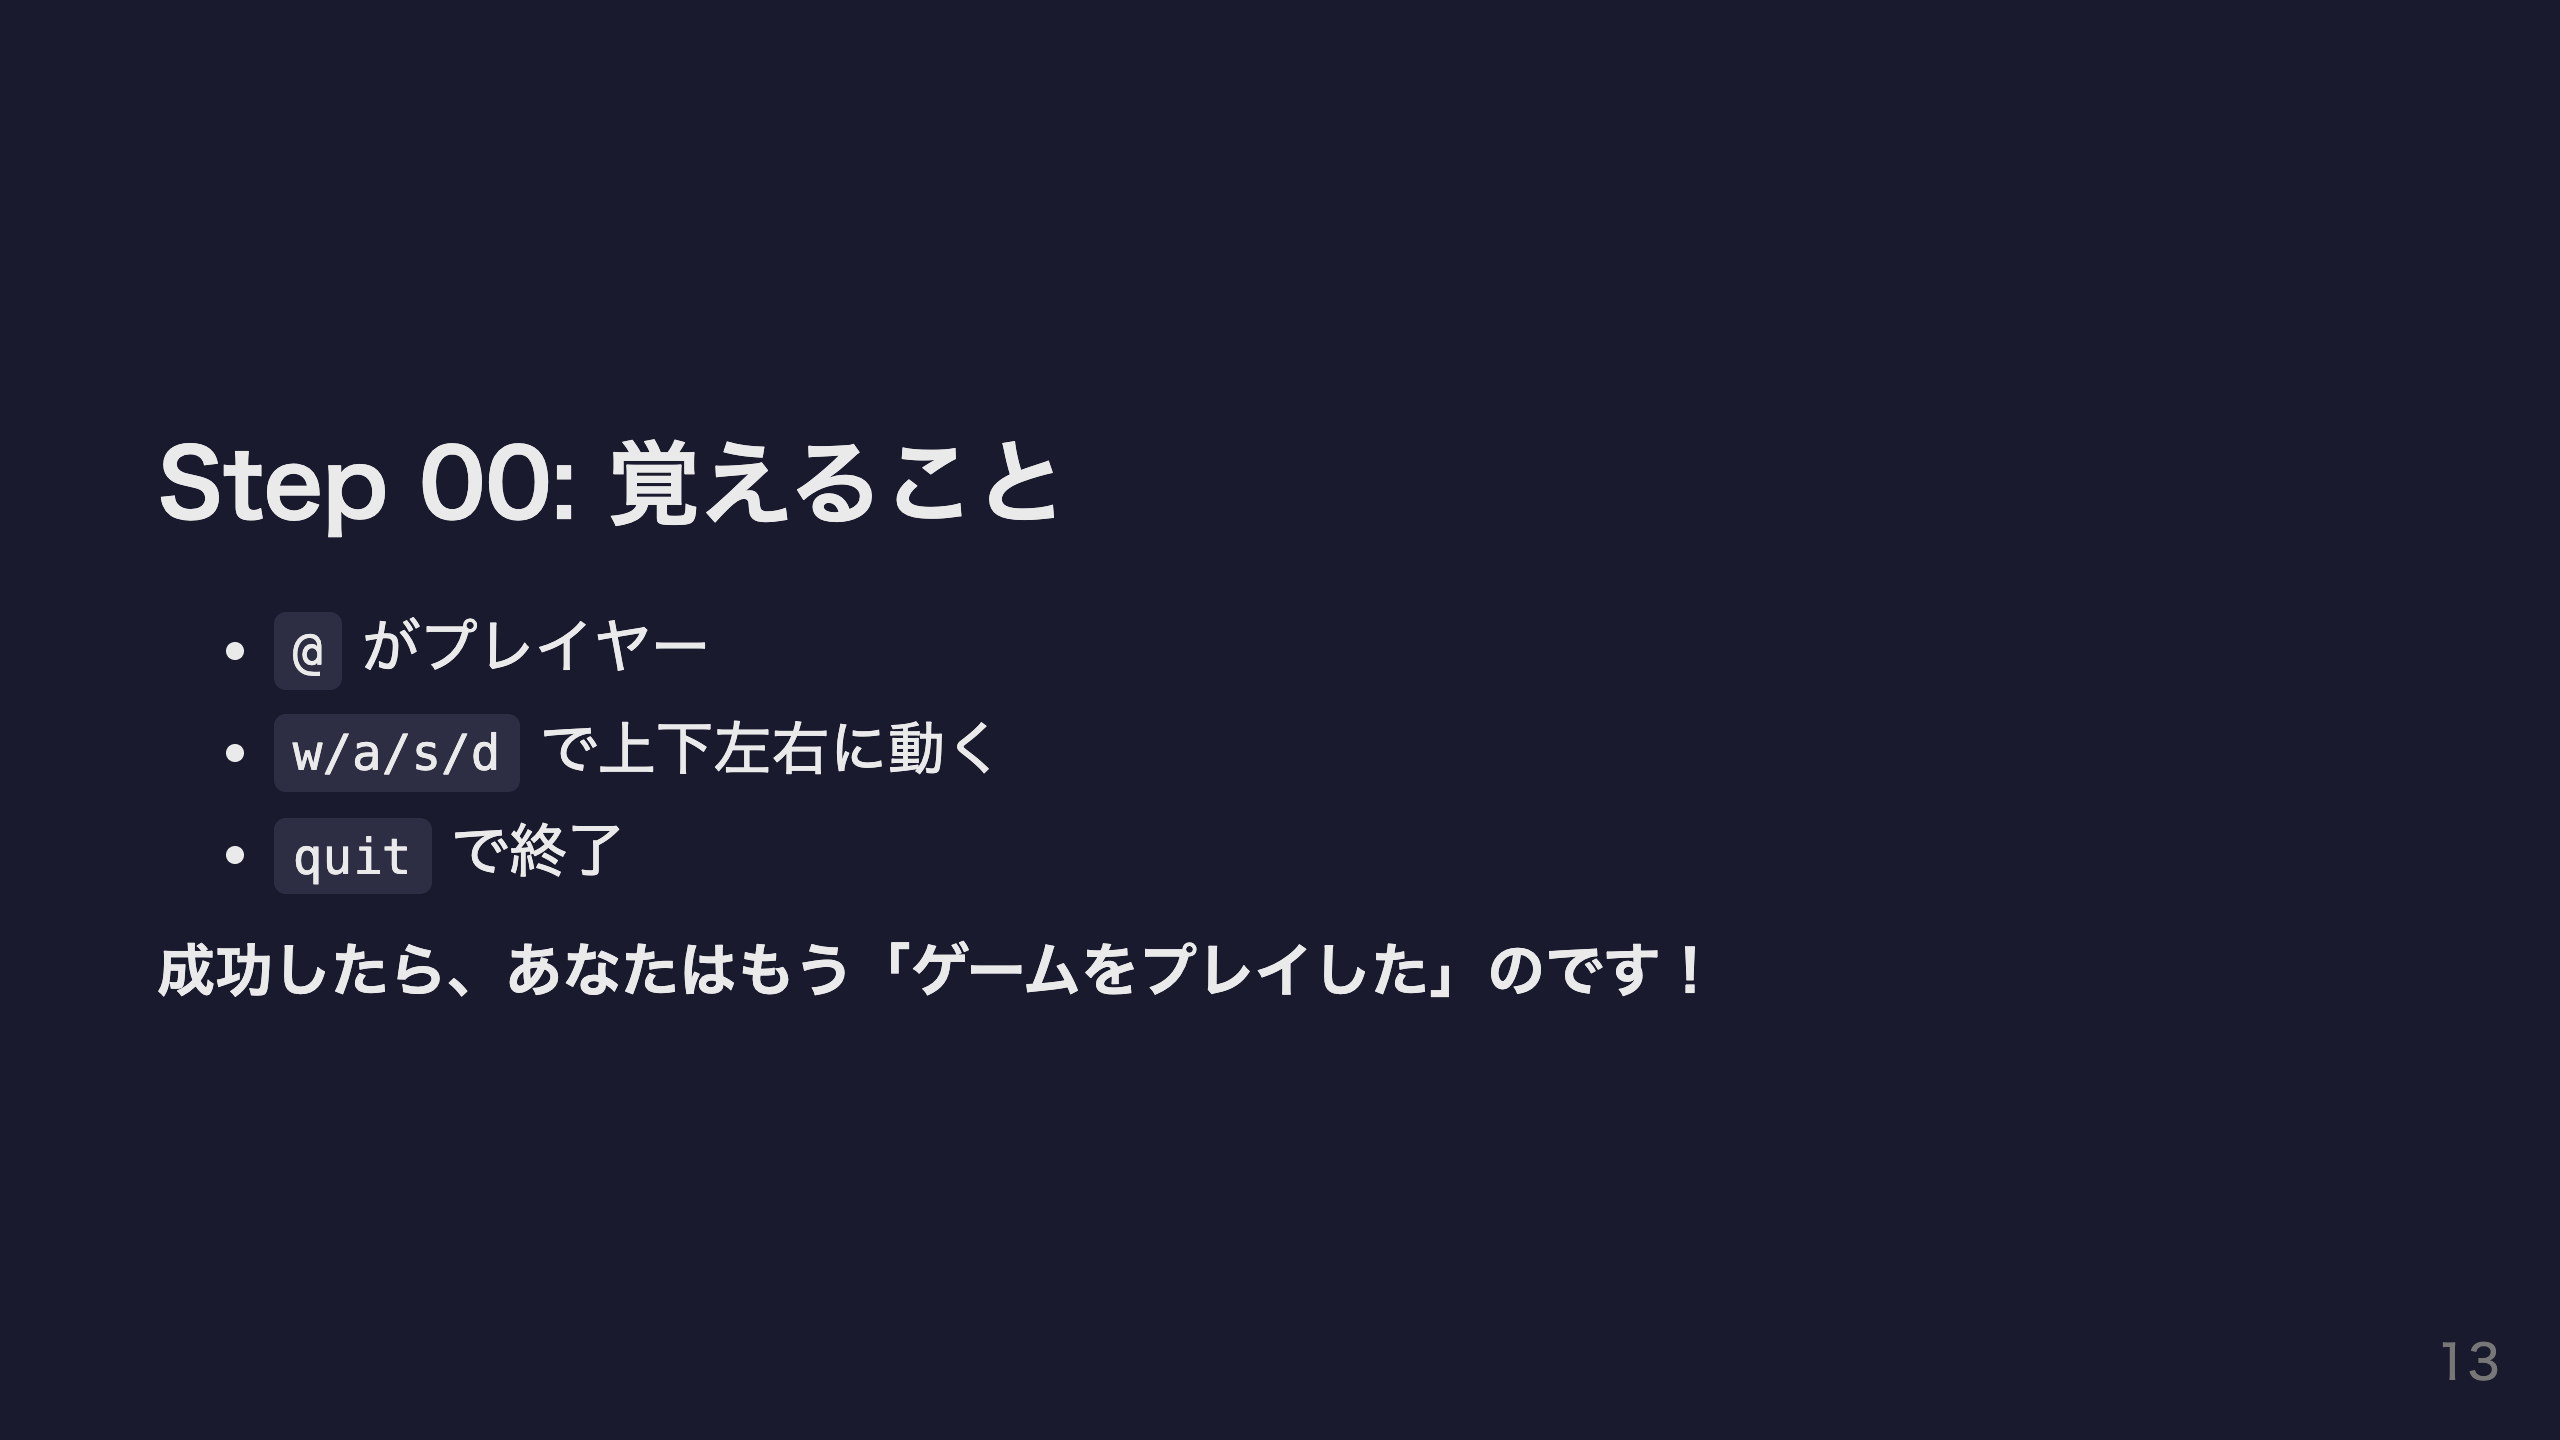 Step 00: 覚えること
• @ がプレイヤー
• w/a/s/d で上下左右に動く
• quit で終了
成功したら、あなたはもう「ゲームをプレイした」のです！
13